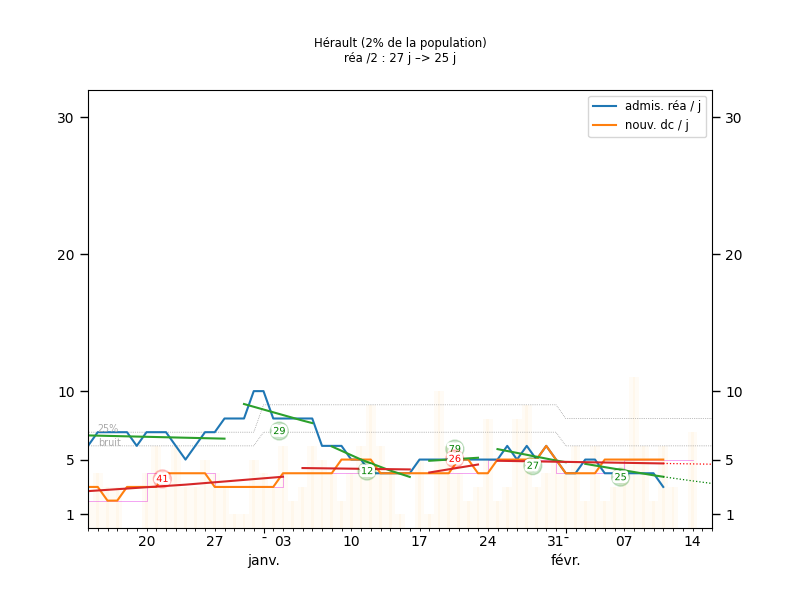 Hérault (2% de la population)
réa /2 : 27 j –> 25 j
admis. réa / j
nouv. dc / j
30 30
20 20
10 10
5 5
1 1
25%
bruit
41
29
12
79
26
27
25
20 27 03 10 17 24 31 07 14
janv. févr.